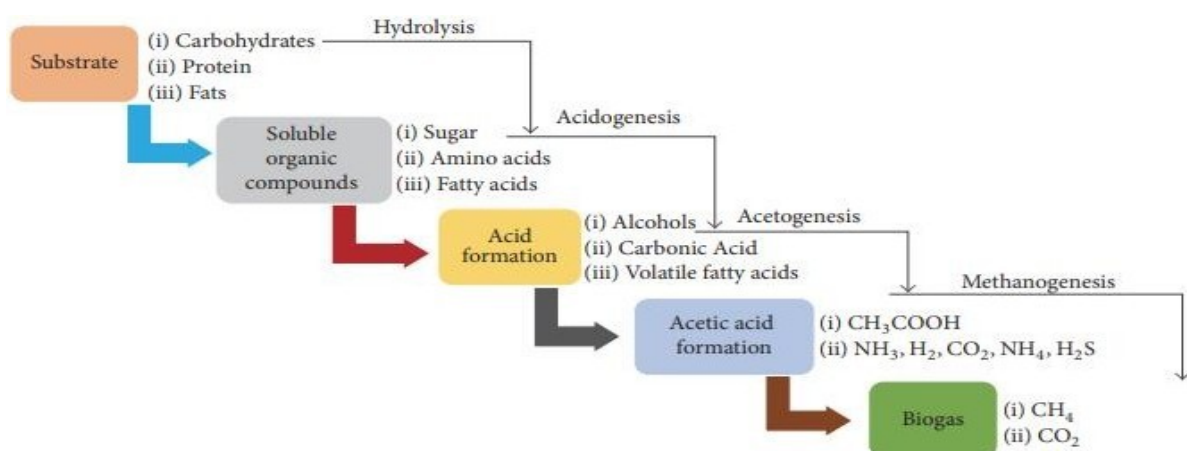 Substrate
(i) Carbohydrates
(ii) Protein
(iii) Fats
Hydrolysis
Soluble
organic
compounds
(i) Sugar
(ii) Amino acids
(iii) Fatty acids
Acidogenesis
Acid
formation
(i) Alcohols
(ii) Carbonic Acid
(iii) Volatile fatty acids
Acetogenesis
Acetic acid
formation
(i) CH₃COOH
(ii) NH₃, H₂, CO₂, NH₄, H₂S
Methanogenesis
Biogas
(i) CH₄
(ii) CO₂